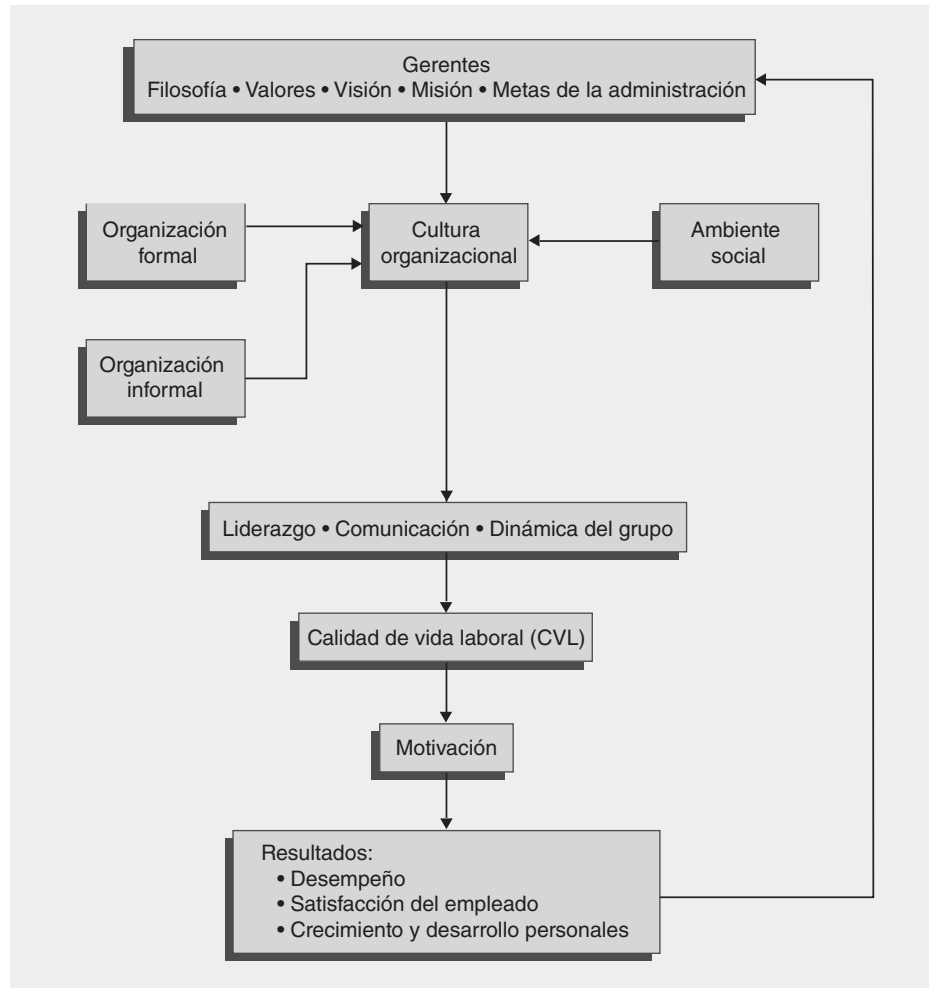 Gerentes
Filosofía • Valores • Visión • Misión • Metas de la administración
Organización
formal
Cultura
organizacional
Ambiente
social
Organización
informal
Liderazgo • Comunicación • Dinámica del grupo
Calidad de vida laboral (CVL)
Motivación
Resultados:
• Desempeño
• Satisfacción del empleado
• Crecimiento y desarrollo personales